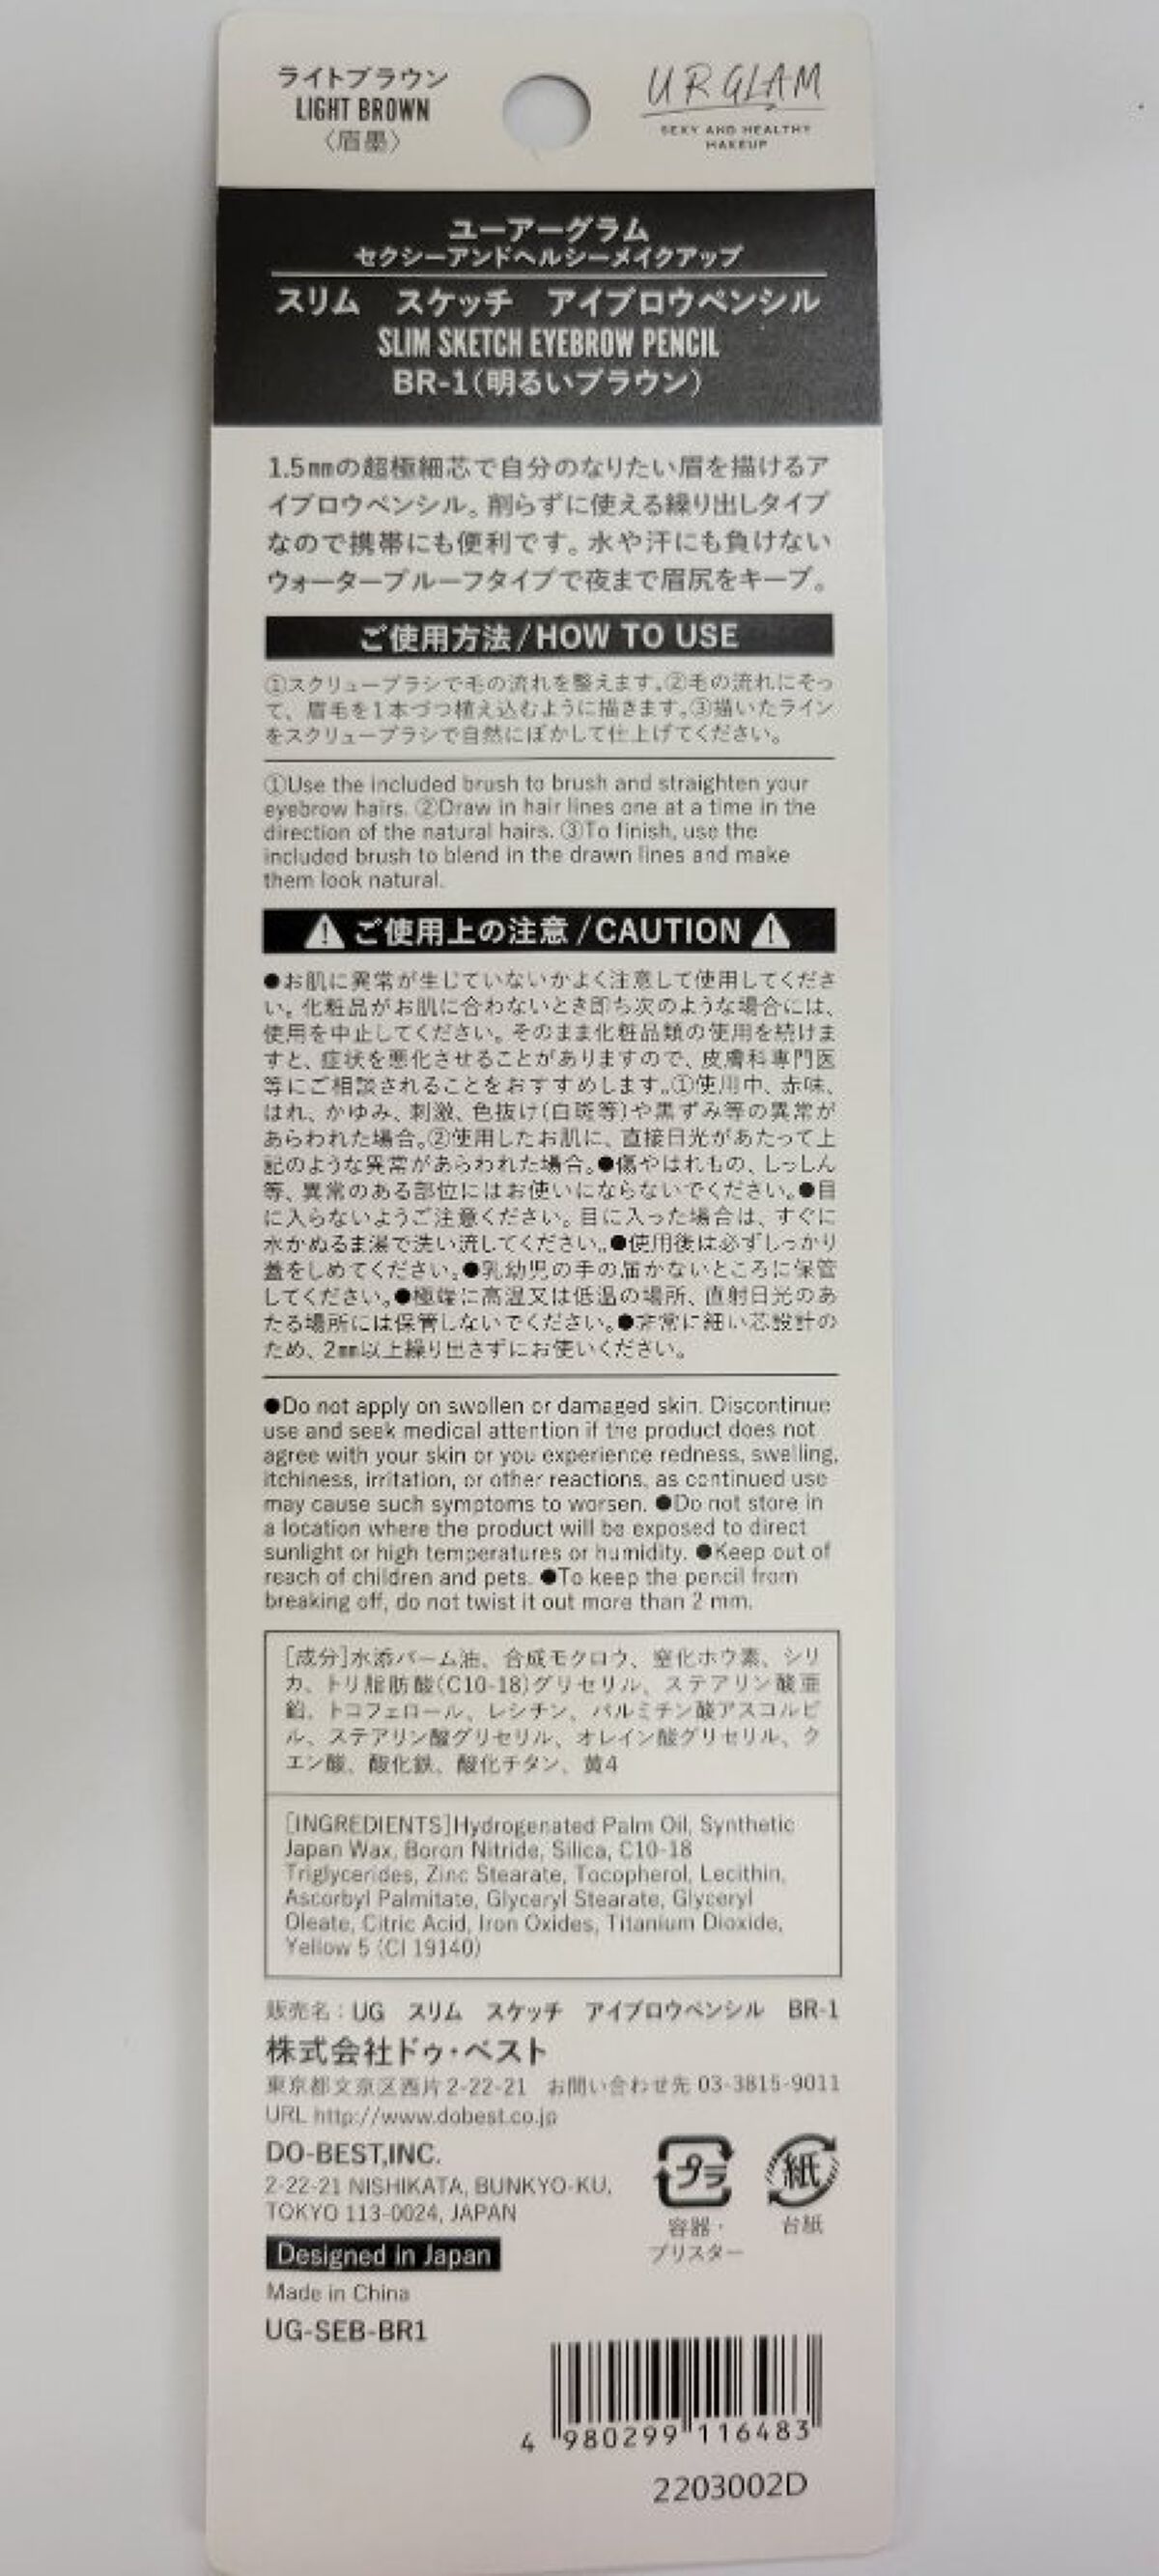 ライトブラウン
LIGHT BROWN
〈眉墨〉
UR GLAM
SEXY AND HEALTHY
MAKEUP
ユーアーグラム
セクシーアンドヘルシーメイクアップ
スリム スケッチ アイブロウペンシル
SLIM SKETCH EYEBROW PENCIL
BR-1(明るいブラウン)
1.5㎜の超極細芯で自分のなりたい眉を描けるア
イブロウペンシル。削らずに使える繰り出しタイプ
なので携帯にも便利です。水や汗にも負けない
ウォータープルーフタイプで夜まで眉尻をキープ。
ご使用方法/HOW TO USE
①スクリューブラシで毛の流れを整えます。②毛の流れにそっ
て、眉毛を1本づつ植え込むように描きます。③描いたライン
をスクリューブラシで自然にぼかして仕上げてください。
①Use the included brush to brush and straighten your
eyebrow hairs. ②Draw in hair lines one at a time in the
direction of the natural hairs. ③To finish, use the
included brush to blend in the drawn lines and make
them look natural.
ご使用上の注意/CAUTION
●お肌に異常が生じていないかよく注意して使用してくださ
い。化粧品がお肌に合わないとき即ち次のような場合には、
使用を中止してください。そのまま化粧品類の使用を続けま
すと、症状を悪化させることがありますので、皮膚科専門医
等にご相談されることをおすすめします。①使用中、赤味、
はれ、かゆみ、刺激、色抜け(白斑等)や黒ずみ等の異常が
あらわれた場合。②使用したお肌に、直接日光があたって上
記のような異常があらわれた場合。●傷やはれもの、しっしん
等、異常のある部位にはお使いにならないでください。●目
に入らないようご注意ください。目に入った場合は、すぐに
水かぬるま湯で洗い流してください。●使用後は必ずしっかり
蓋をしめてください。●乳幼児の手の届かないところに保管
してください。●極端に高温又は低温の場所、直射日光のあ
たる場所には保管しないでください。●非常に細い芯設計の
ため、2㎜以上繰り出さずにお使いください。
●Do not apply on swollen or damaged skin. Discontinue
use and seek medical attention if the product does not
agree with your skin or you experience redness, swelling,
itchiness, irritation, or other reactions, as continued use
may cause such symptoms to worsen. ●Do not store in
a location where the product will be exposed to direct
sunlight or high temperatures or humidity. ●Keep out of
reach of children and pets. ●To keep the pencil from
breaking off, do not twist it out more than 2 mm.
[成分]水添パーム油、合成モクロウ、窒化ホウ素、シリ
カ、トリ脂肪酸(C10-18)グリセリル、ステアリン酸亜
鉛、トコフェロール、レシチン、パルミチン酸アスコルビ
ル、ステアリン酸グリセリル、オレイン酸グリセリル、ク
エン酸、酸化鉄、酸化チタン、黄4
[INGREDIENTS]Hydrogenated Palm Oil, Synthetic
Japan Wax, Boron Nitride, Silica, C10-18
Triglycerides, Zinc Stearate, Tocopherol, Lecithin,
Ascorbyl Palmitate, Glyceryl Stearate, Glyceryl
Oleate, Citric Acid, Iron Oxides, Titanium Dioxide,
Yellow 5 (CI 19140)
販売名:UG スリム スケッチ アイブロウペンシル BR-1
株式会社ドゥ・ベスト
東京都文京区西片2-22-21 お問い合わせ先 03-3815-9011
URL http://www.dobest.co.jp
DO-BEST,INC.
2-22-21 NISHIKATA, BUNKYO-KU,
TOKYO 113-0024, JAPAN
プラ
容器・
ブリスター
紙
台紙
Designed in Japan
Made in China
UG-SEB-BR1
4 980299 116483
2203002D